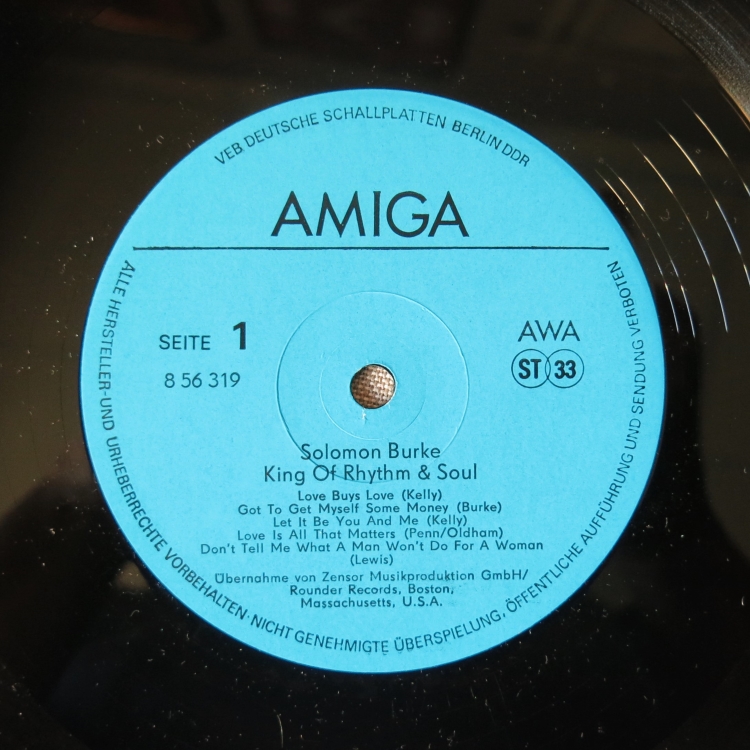 VEB DEUTSCHE SCHALLPLATTEN BERLIN DDR
AMIGA
SEITE 1
8 56 319
AWA
ST 33
Solomon Burke
King Of Rhythm & Soul
Love Buys Love (Kelly)
Got To Get Myself Some Money (Burke)
Let It Be You And Me (Kelly)
Love Is All That Matters (Penn/Oldham)
Don't Tell Me What A Man Won't Do For A Woman
(Lewis)
Übernahme von Zensor Musikproduktion GmbH/
Rounder Records, Boston,
Massachusetts, U.S.A.
ALLE HERSTELLER-UND URHEBERRECHTE VORBEHALTEN · NICHT GENEHMIGTE ÜBERSPIELUNG, ÖFFENTLICHE AUFFÜHRUNG UND SENDUNG VERBOTEN